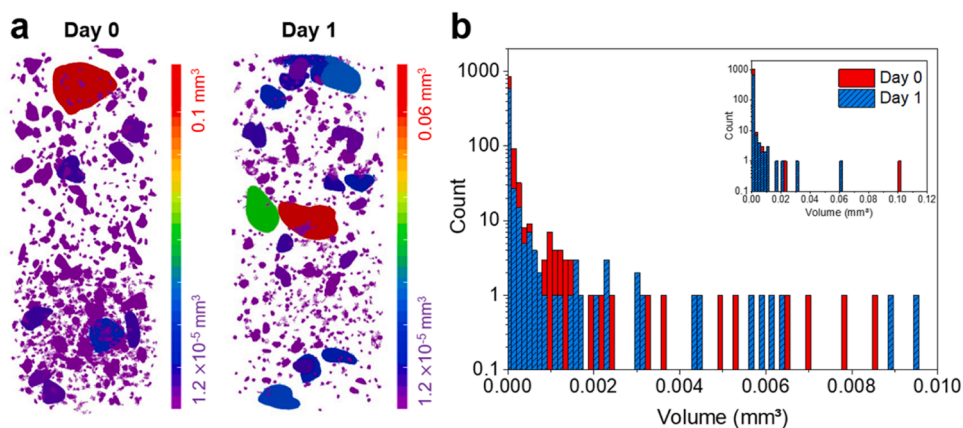 a
Day 0
Day 1
0.1 mm³
1.2 ×10⁻⁵ mm³
0.06 mm³
1.2 ×10⁻⁵ mm³
b
1000
100
10
1
0.1
Count
0.000
0.002
0.004
0.006
0.008
0.010
Volume (mm³)
1000
100
10
1
0.1
Count
0.00
0.02
0.04
0.06
0.08
0.10
0.12
Volume (mm³)
Day 0
Day 1